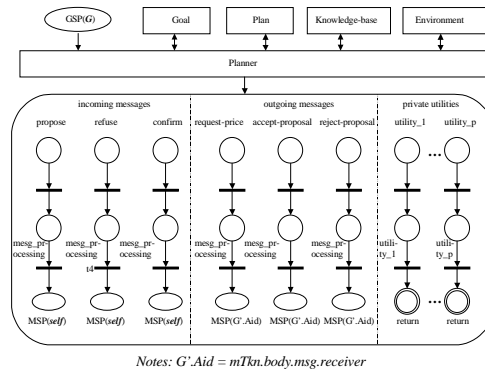 GSP(G) Goal Plan Knowledge-base Environment
Planner
incoming messages outgoing messages private utilities
propose refuse confirm request-price accept-proposal reject-proposal utility_1 utility_p
... 
mesg_pr- mesg_pr- mesg_pr- mesg_pr- mesg_pr- mesg_pr- utili- utili-
ocessing ocessing ocessing ocessing ocessing ocessing ty_1 ty_p
t4
...
MSP(self) MSP(self) MSP(self) MSP(G'.Aid) MSP(G'.Aid) MSP(G'.Aid) return return
Notes: G'.Aid = mTkn.body.msg.receiver